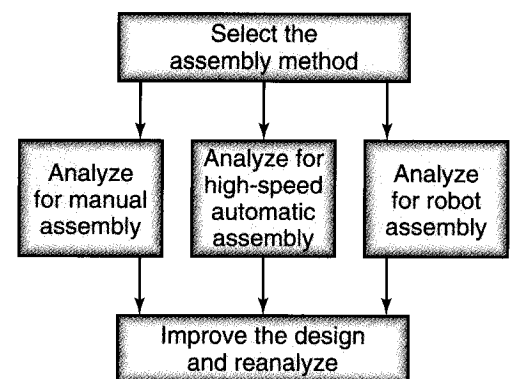 Select the
assembly method
Analyze
for manual
assembly
Analyze for
high-speed
automatic
assembly
Analyze
for robot
assembly
Improve the design
and reanalyze